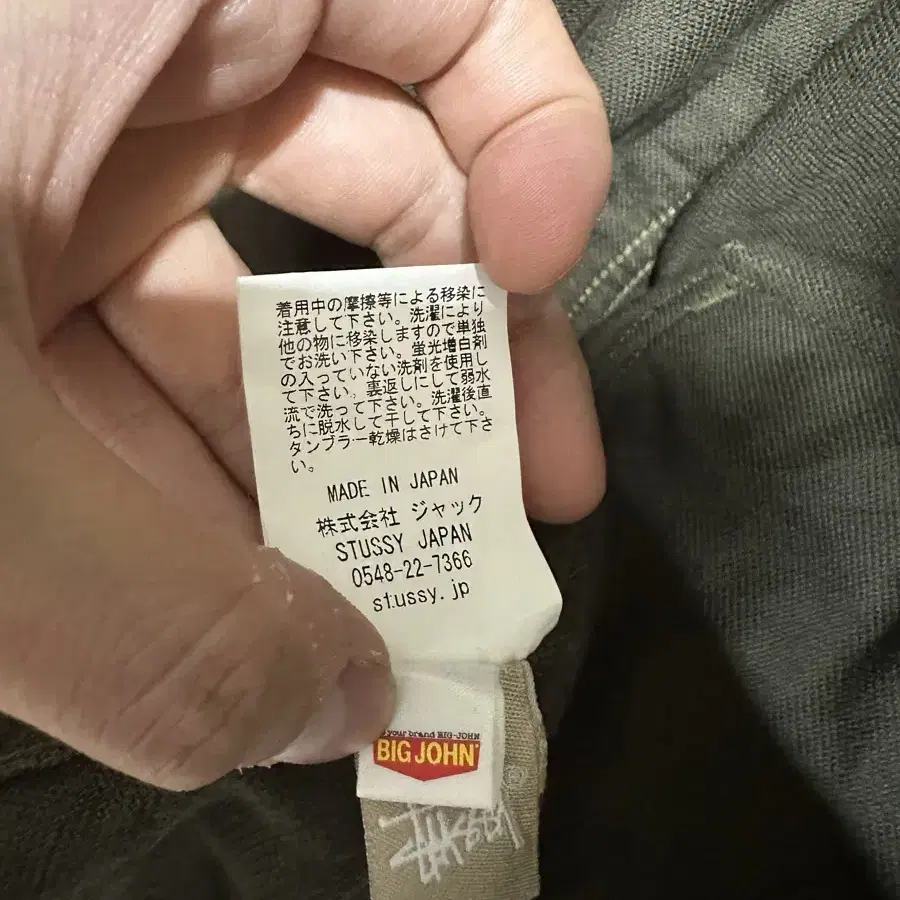 着用中の摩擦等による移染に
注意して下さい。洗濯により
他の物に移染しますので単独
でお洗い下さい。蛍光増白剤
の入っていない洗剤を使用し
て下さい。裏返しにして弱水
流で洗って下さい。洗濯後直
ちに脱水して干して下さい。
タンブラー乾燥はさけて下さ
い。
MADE IN JAPAN
株式会社 ジャック
STUSSY JAPAN
0548-22-7366
stussy.jp
your brand BIG-JOHN
BIG JOHN
Stussy